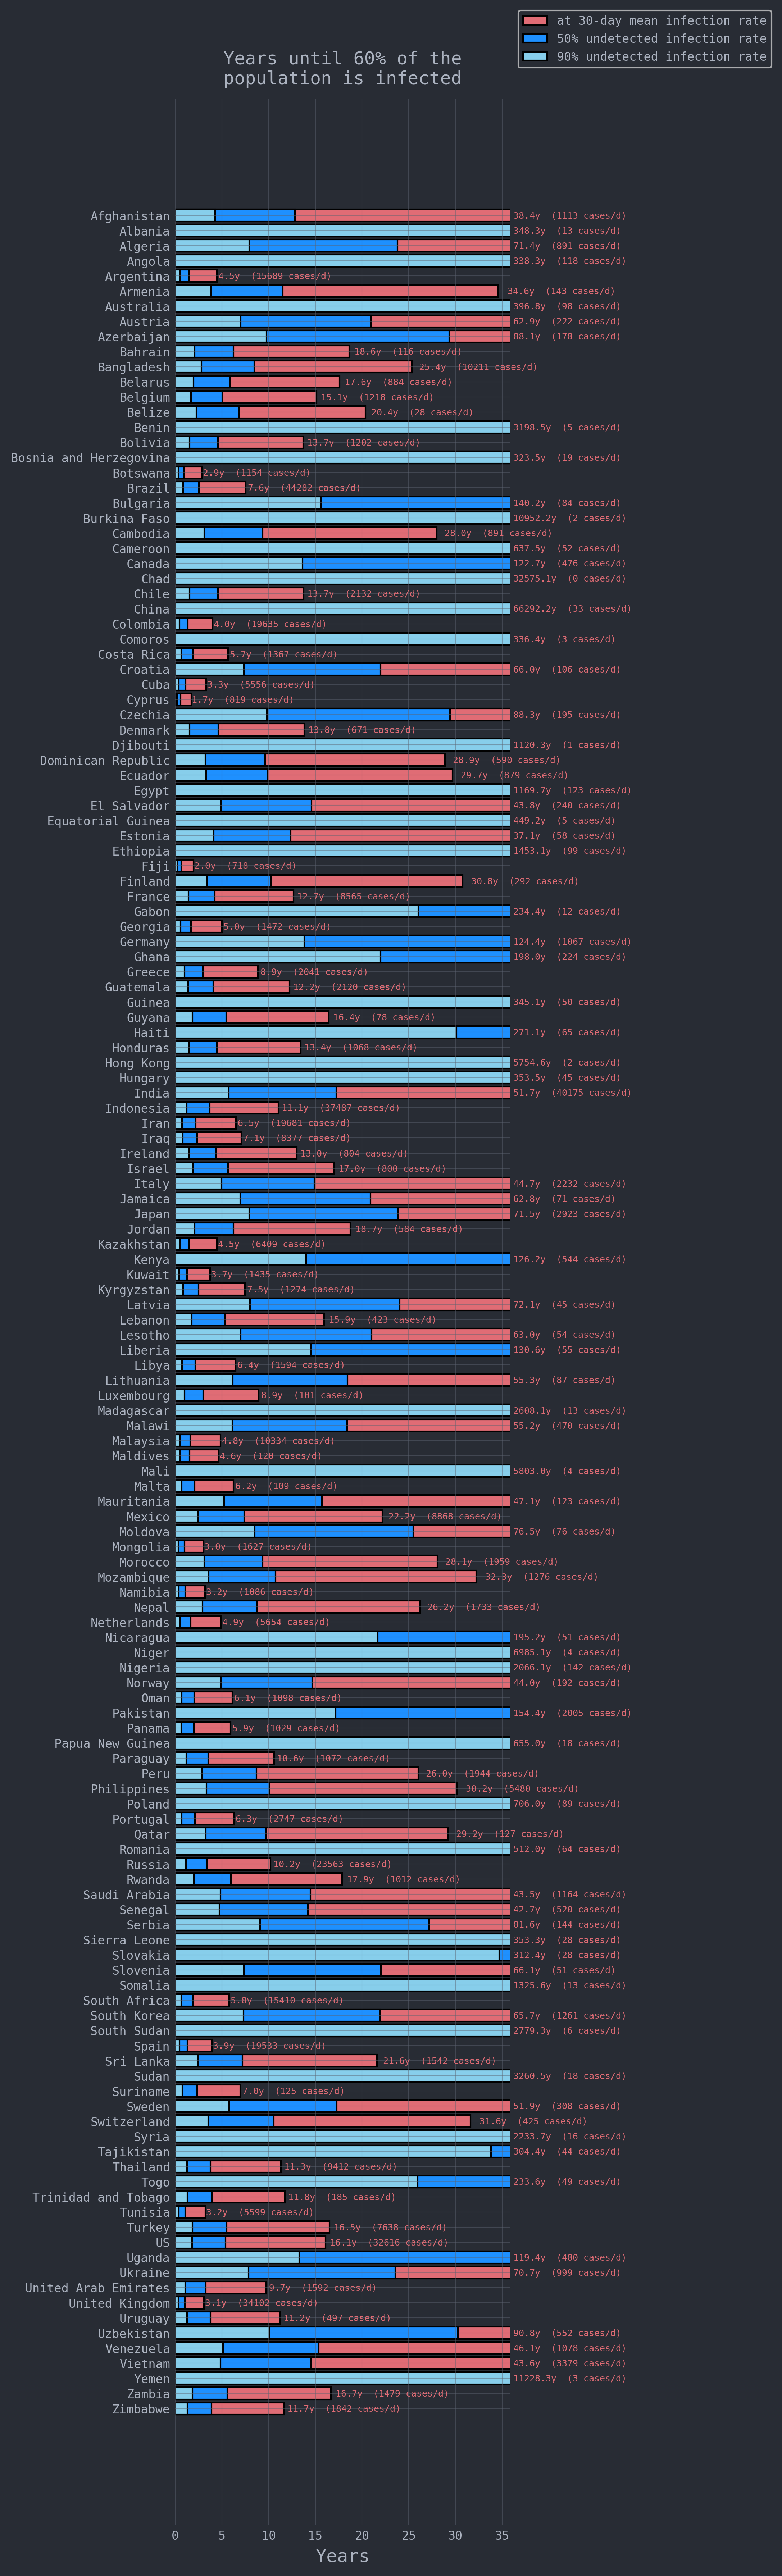 at 30-day mean infection rate
50% undetected infection rate
90% undetected infection rate
Years until 60% of the
population is infected
Afghanistan 38.4y (1113 cases/d)
Albania 348.3y (13 cases/d)
Algeria 71.4y (891 cases/d)
Angola 338.3y (118 cases/d)
Argentina 4.5y (15689 cases/d)
Armenia 34.6y (143 cases/d)
Australia 396.8y (98 cases/d)
Austria 62.9y (222 cases/d)
Azerbaijan 88.1y (178 cases/d)
Bahrain 18.6y (116 cases/d)
Bangladesh 25.4y (10211 cases/d)
Belarus 17.6y (884 cases/d)
Belgium 15.1y (1218 cases/d)
Belize 20.4y (28 cases/d)
Benin 3198.5y (5 cases/d)
Bolivia 13.7y (1202 cases/d)
Bosnia and Herzegovina 323.5y (19 cases/d)
Botswana 2.9y (1154 cases/d)
Brazil 7.6y (44282 cases/d)
Bulgaria 140.2y (84 cases/d)
Burkina Faso 10952.2y (2 cases/d)
Cambodia 28.0y (891 cases/d)
Cameroon 637.5y (52 cases/d)
Canada 122.7y (476 cases/d)
Chad 32575.1y (0 cases/d)
Chile 13.7y (2132 cases/d)
China 66292.2y (33 cases/d)
Colombia 4.0y (19635 cases/d)
Comoros 336.4y (3 cases/d)
Costa Rica 5.7y (1367 cases/d)
Croatia 66.0y (106 cases/d)
Cuba 3.3y (5556 cases/d)
Cyprus 1.7y (819 cases/d)
Czechia 88.3y (195 cases/d)
Denmark 13.8y (671 cases/d)
Djibouti 1120.3y (1 cases/d)
Dominican Republic 28.9y (590 cases/d)
Ecuador 29.7y (879 cases/d)
Egypt 1169.7y (123 cases/d)
El Salvador 43.8y (240 cases/d)
Equatorial Guinea 449.2y (5 cases/d)
Estonia 37.1y (58 cases/d)
Ethiopia 1453.1y (99 cases/d)
Fiji 2.0y (718 cases/d)
Finland 30.8y (292 cases/d)
France 12.7y (8565 cases/d)
Gabon 234.4y (12 cases/d)
Georgia 5.0y (1472 cases/d)
Germany 124.4y (1067 cases/d)
Ghana 198.0y (224 cases/d)
Greece 8.9y (2041 cases/d)
Guatemala 12.2y (2120 cases/d)
Guinea 345.1y (50 cases/d)
Guyana 16.4y (78 cases/d)
Haiti 271.1y (65 cases/d)
Honduras 13.4y (1068 cases/d)
Hong Kong 5754.6y (2 cases/d)
Hungary 353.5y (45 cases/d)
India 51.7y (40175 cases/d)
Indonesia 11.1y (37487 cases/d)
Iran 6.5y (19681 cases/d)
Iraq 7.1y (8377 cases/d)
Ireland 13.0y (804 cases/d)
Israel 17.0y (800 cases/d)
Italy 44.7y (2232 cases/d)
Jamaica 62.8y (71 cases/d)
Japan 71.5y (2923 cases/d)
Jordan 18.7y (584 cases/d)
Kazakhstan 4.5y (6409 cases/d)
Kenya 126.2y (544 cases/d)
Kuwait 3.7y (1435 cases/d)
Kyrgyzstan 7.5y (1274 cases/d)
Latvia 72.1y (45 cases/d)
Lebanon 15.9y (423 cases/d)
Lesotho 63.0y (54 cases/d)
Liberia 130.6y (55 cases/d)
Libya 6.4y (1594 cases/d)
Lithuania 55.3y (87 cases/d)
Luxembourg 8.9y (101 cases/d)
Madagascar 2608.1y (13 cases/d)
Malawi 55.2y (470 cases/d)
Malaysia 4.8y (10334 cases/d)
Maldives 4.6y (120 cases/d)
Mali 5803.0y (4 cases/d)
Malta 6.2y (109 cases/d)
Mauritania 47.1y (123 cases/d)
Mexico 22.2y (8868 cases/d)
Moldova 76.5y (76 cases/d)
Mongolia 3.0y (1627 cases/d)
Morocco 28.1y (1959 cases/d)
Mozambique 32.3y (1276 cases/d)
Namibia 3.2y (1086 cases/d)
Nepal 26.2y (1733 cases/d)
Netherlands 4.9y (5654 cases/d)
Nicaragua 195.2y (51 cases/d)
Niger 6985.1y (4 cases/d)
Nigeria 2066.1y (142 cases/d)
Norway 44.0y (192 cases/d)
Oman 6.1y (1098 cases/d)
Pakistan 154.4y (2005 cases/d)
Panama 5.9y (1029 cases/d)
Papua New Guinea 655.0y (18 cases/d)
Paraguay 10.6y (1072 cases/d)
Peru 26.0y (1944 cases/d)
Philippines 30.2y (5480 cases/d)
Poland 706.0y (89 cases/d)
Portugal 6.3y (2747 cases/d)
Qatar 29.2y (127 cases/d)
Romania 512.0y (64 cases/d)
Russia 10.2y (23563 cases/d)
Rwanda 17.9y (1012 cases/d)
Saudi Arabia 43.5y (1164 cases/d)
Senegal 42.7y (520 cases/d)
Serbia 81.6y (144 cases/d)
Sierra Leone 353.3y (28 cases/d)
Slovakia 312.4y (28 cases/d)
Slovenia 66.1y (51 cases/d)
Somalia 1325.6y (13 cases/d)
South Africa 5.8y (15410 cases/d)
South Korea 65.7y (1261 cases/d)
South Sudan 2779.3y (6 cases/d)
Spain 3.9y (19533 cases/d)
Sri Lanka 21.6y (1542 cases/d)
Sudan 3260.5y (18 cases/d)
Suriname 7.0y (125 cases/d)
Sweden 51.9y (308 cases/d)
Switzerland 31.6y (425 cases/d)
Syria 2233.7y (16 cases/d)
Tajikistan 304.4y (44 cases/d)
Thailand 11.3y (9412 cases/d)
Togo 233.6y (49 cases/d)
Trinidad and Tobago 11.8y (185 cases/d)
Tunisia 3.2y (5599 cases/d)
Turkey 16.5y (7630 cases/d)
US 16.1y (32616 cases/d)
Uganda 119.4y (480 cases/d)
Ukraine 70.7y (999 cases/d)
United Arab Emirates 9.7y (1592 cases/d)
United Kingdom 3.1y (34102 cases/d)
Uruguay 11.2y (497 cases/d)
Uzbekistan 90.8y (552 cases/d)
Venezuela 46.1y (1078 cases/d)
Vietnam 43.6y (3379 cases/d)
Yemen 11228.3y (3 cases/d)
Zambia 16.7y (1479 cases/d)
Zimbabwe 11.7y (1842 cases/d)
0 5 10 15 20 25 30 35
Years